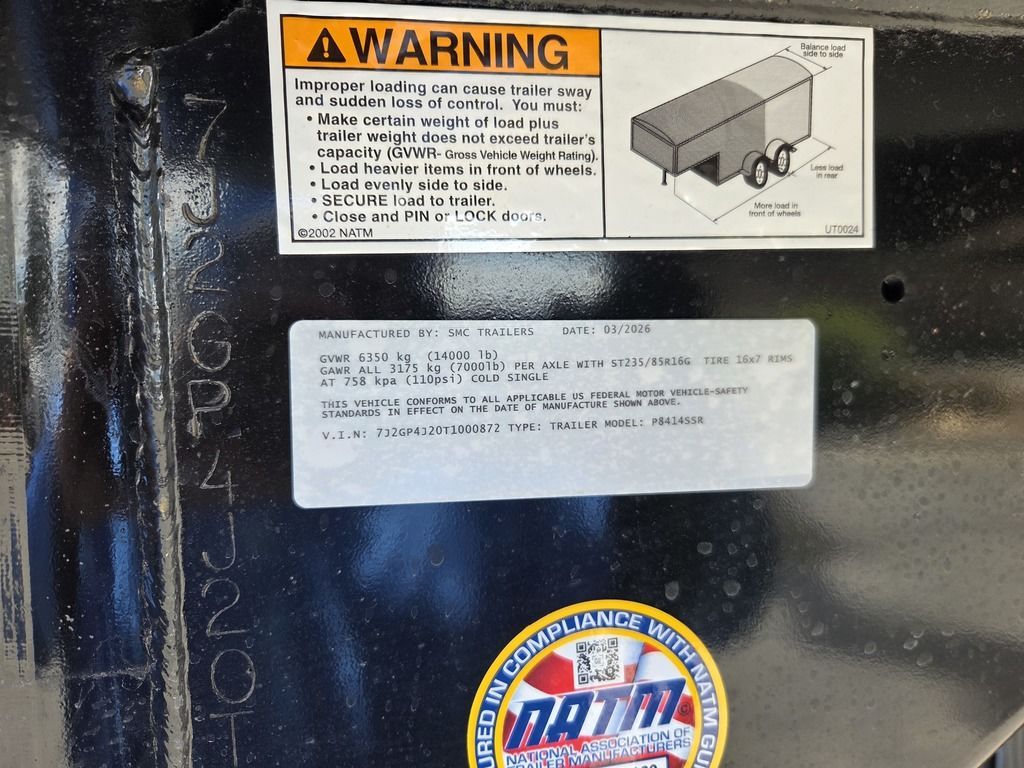 WARNING
Improper loading can cause trailer sway
and sudden loss of control. You must:
• Make certain weight of load plus
trailer weight does not exceed trailer's
capacity (GVWR- Gross Vehicle Weight Rating).
• Load heavier items in front of wheels.
• Load evenly side to side.
• SECURE load to trailer.
• Close and PIN or LOCK doors.
©2002 NATM
Balance load
side to side
Less load
in rear
More load in
front of wheels
UT0024
MANUFACTURED BY: SMC TRAILERS DATE: 03/2026
GVWR 6350 kg (14000 lb)
GAWR ALL 3175 kg (7000lb) PER AXLE WITH ST235/85R16G TIRE 16x7 RIMS
AT 758 kpa (110psi) COLD SINGLE
THIS VEHICLE CONFORMS TO ALL APPLICABLE US FEDERAL MOTOR VEHICLE-SAFETY
STANDARDS IN EFFECT ON THE DATE OF MANUFACTURE SHOWN ABOVE.
V.I.N: 7J2GP4J20T1000872 TYPE: TRAILER MODEL: P8414SSR
7J2GP4J20T
URED IN COMPLIANCE WITH NATM GU
NATM
NATIONAL ASSOCIATION OF
TRAILER MANUFACTURERS